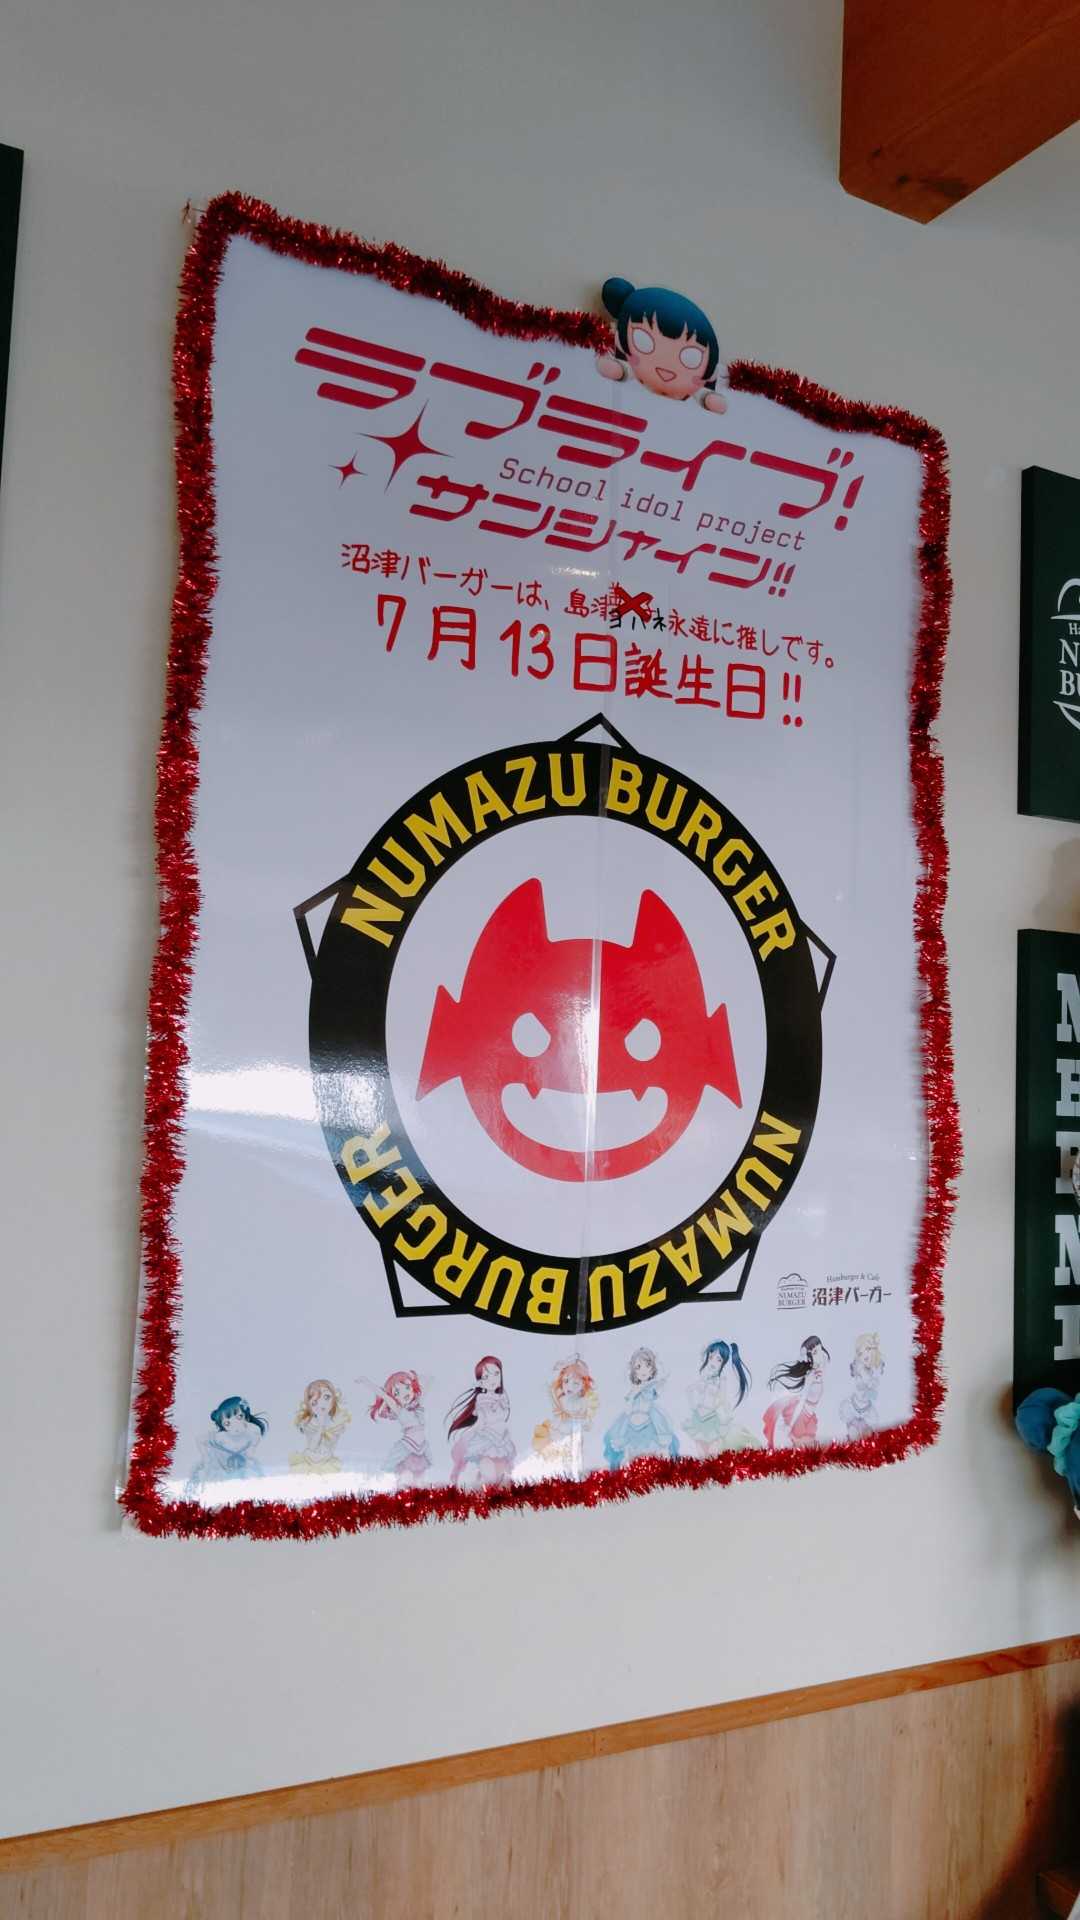 ラブライブ!
School idol project
サンシャイン!!
沼津バーガーは、島津善子ヨハネ永遠に推しです。
7月13日誕生日!!
NUMAZU BURGER
NUMAZU BURGER
Hamburger & Cafe
NUMAZU
BURGER
沼津バーガー